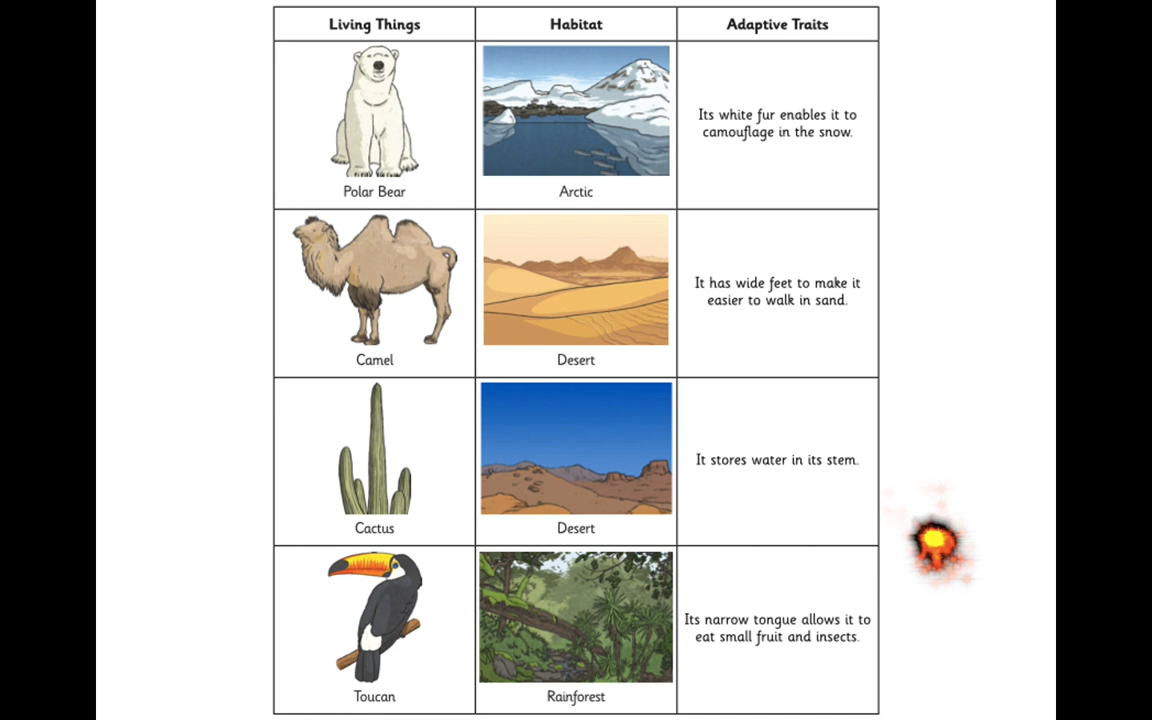 Living Things
Habitat
Adaptive Traits
Polar Bear
Arctic
Its white fur enables it to
camouflage in the snow.
Camel
Desert
It has wide feet to make it
easier to walk in sand.
Cactus
Desert
It stores water in its stem.
Toucan
Rainforest
Its narrow tongue allows it to
eat small fruit and insects.